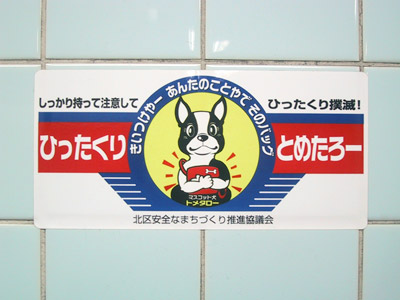 しっかり持って注意して
ひったくり撲滅!
きいつけやー あんたのことやで そのバッグ
ひったくり
とめたろー
マスコット犬
トメタロー
北区安全なまちづくり推進協議会